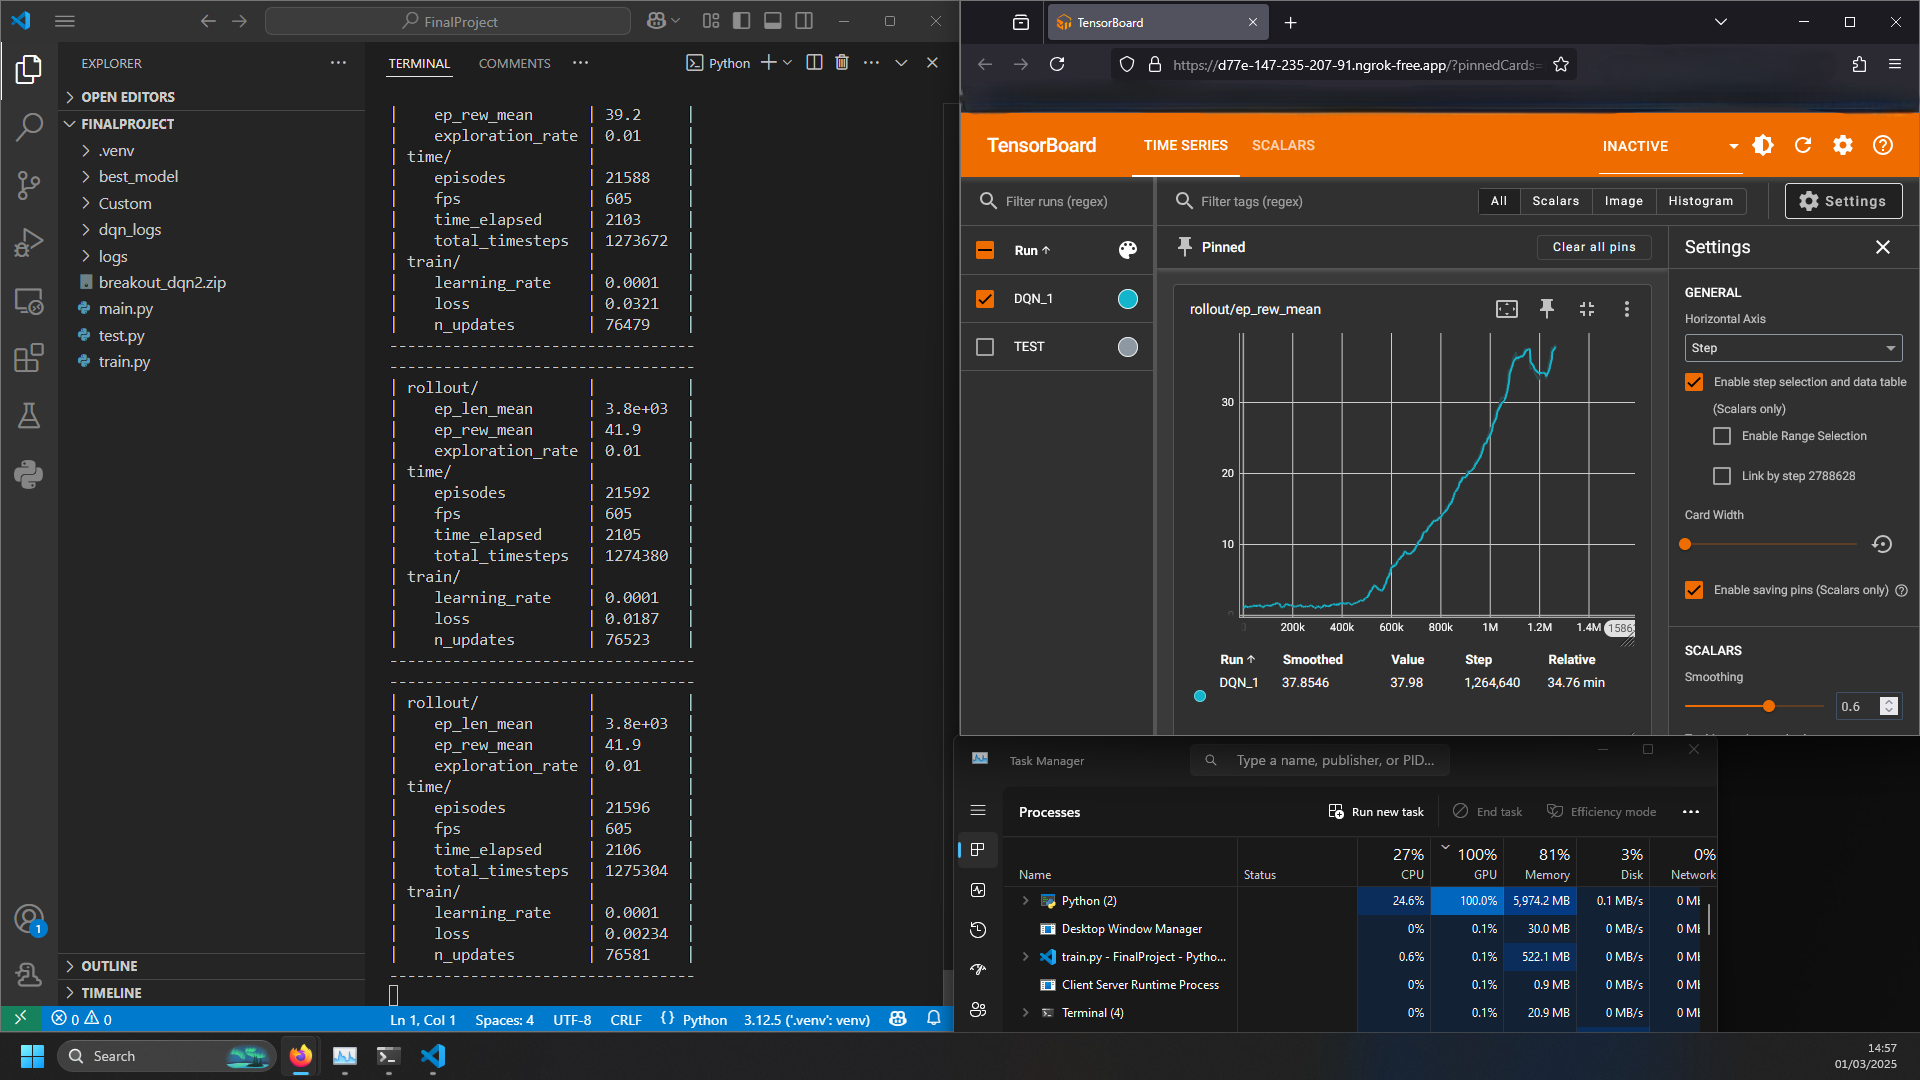 FinalProject
EXPLORER
OPEN EDITORS
FINALPROJECT
.venv
best_model
Custom
dqn_logs
logs
breakout_dqn2.zip
main.py
test.py
train.py
OUTLINE
TIMELINE
1
TERMINAL COMMENTS
Python
| ep_rew_mean | 39.2 |
| exploration_rate | 0.01 |
| time/ | |
| episodes | 21588 |
| fps | 605 |
| time_elapsed | 2103 |
| total_timesteps | 1273672 |
| train/ | |
| learning_rate | 0.0001 |
| loss | 0.0321 |
| n_updates | 76479 |
----------------------------------
----------------------------------
| rollout/ | |
| ep_len_mean | 3.8e+03 |
| ep_rew_mean | 41.9 |
| exploration_rate | 0.01 |
| time/ | |
| episodes | 21592 |
| fps | 605 |
| time_elapsed | 2105 |
| total_timesteps | 1274380 |
| train/ | |
| learning_rate | 0.0001 |
| loss | 0.0187 |
| n_updates | 76523 |
----------------------------------
----------------------------------
| rollout/ | |
| ep_len_mean | 3.8e+03 |
| ep_rew_mean | 41.9 |
| exploration_rate | 0.01 |
| time/ | |
| episodes | 21596 |
| fps | 605 |
| time_elapsed | 2106 |
| total_timesteps | 1275304 |
| train/ | |
| learning_rate | 0.0001 |
| loss | 0.00234 |
| n_updates | 76581 |
----------------------------------
0 0 Ln 1, Col 1 Spaces: 4 UTF-8 CRLF {} Python 3.12.5 ('.venv': venv)
TensorBoard
https://d77e-147-235-207-91.ngrok-free.app/?pinnedCards=
TensorBoard TIME SERIES SCALARS INACTIVE
Filter runs (regex)
Run
DQN_1
TEST
Filter tags (regex) All Scalars Image Histogram Settings
Pinned Clear all pins
rollout/ep_rew_mean
30
20
10
0
0 200k 400k 600k 800k 1M 1.2M 1.4M
Run Smoothed Value Step Relative
DQN_1 37.8546 37.98 1,264,640 34.76 min
Settings
GENERAL
Horizontal Axis
Step
Enable step selection and data table
(Scalars only)
Enable Range Selection
Link by step 2788628
Card Width
Enable saving pins (Scalars only)
SCALARS
Smoothing
0.6
Task Manager Type a name, publisher, or PID...
Processes Run new task End task Efficiency mode
27% 100% 81% 3% 0%
Name Status CPU GPU Memory Disk Network
Python (2) 24.6% 100.0% 5,974.2 MB 0.1 MB/s 0 Mb
Desktop Window Manager 0% 0.1% 30.0 MB 0 MB/s 0 Mb
train.py - FinalProject - Pytho... 0.6% 0.1% 522.1 MB 0 MB/s 0 Mb
Client Server Runtime Process 0% 0.1% 0.9 MB 0 MB/s 0 Mb
Terminal (4) 0% 0.1% 20.9 MB 0 MB/s 0 Mb
Search
14:57
01/03/2025